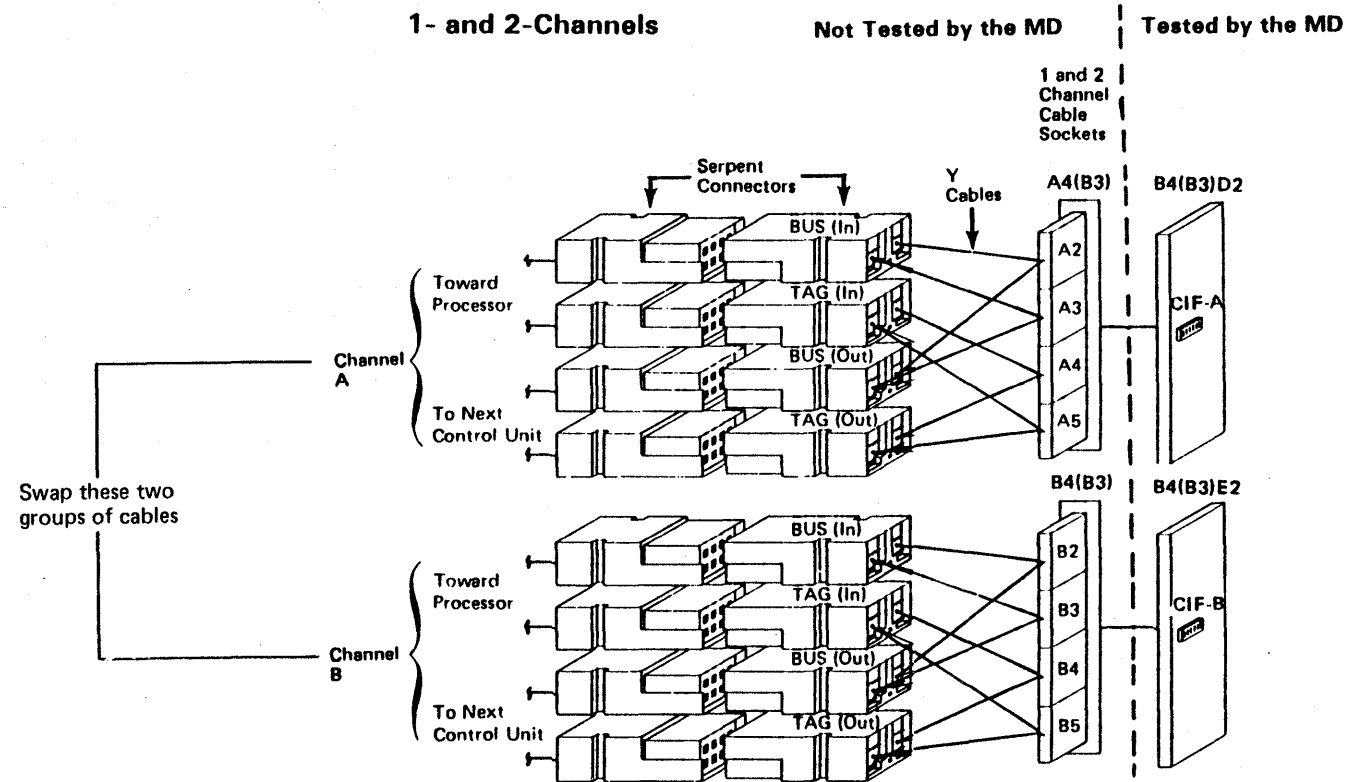 1- and 2-Channels
Not Tested by the MD
Tested by the MD
1 and 2
Channel
Cable
Sockets
Serpent
Connectors
Y
Cables
A4(B3)
B4(B3)D2
BUS (In)
TAG (In)
BUS (Out)
TAG (Out)
A2
A3
A4
A5
CIF-A
Toward
Processor
Channel
A
To Next
Control Unit
Swap these two
groups of cables
B4(B3)
B4(B3)E2
BUS (In)
TAG (In)
BUS (Out)
TAG (Out)
B2
B3
B4
B5
CIF-B
Toward
Processor
Channel
B
To Next
Control Unit